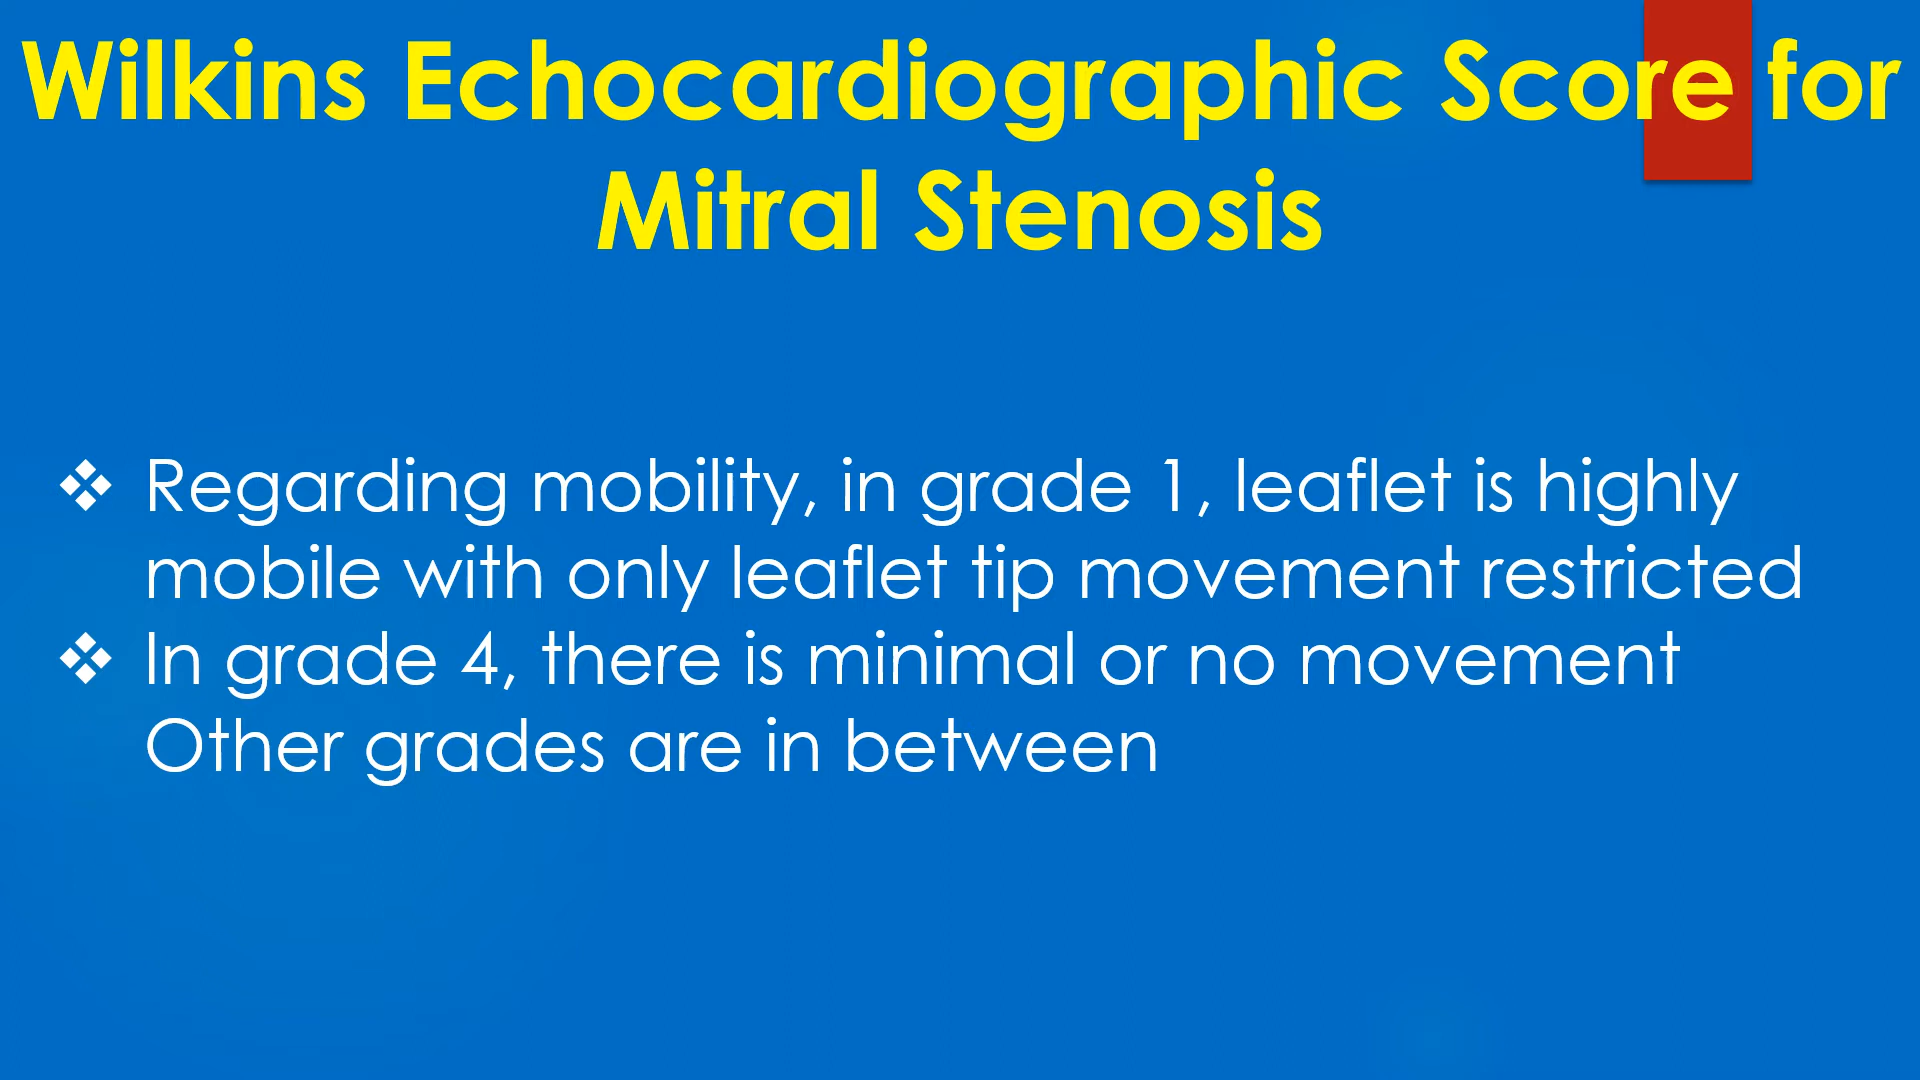 Wilkins Echocardiographic Score for
Mitral Stenosis
❖ Regarding mobility, in grade 1, leaflet is highly
mobile with only leaflet tip movement restricted
❖ In grade 4, there is minimal or no movement
Other grades are in between